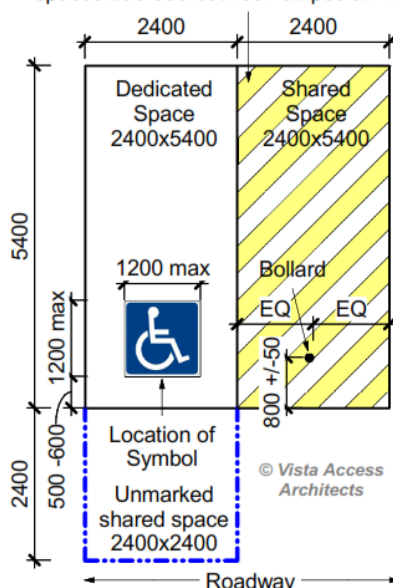 2400
2400
Dedicated
Space
2400x5400
Shared
Space
2400x5400
5400
1200 max
Bollard
EQ
EQ
1200 max
800 +/-50
500 -600
Location of
Symbol
2400
Unmarked
shared space
2400x2400
© Vista Access
Architects
Roadway